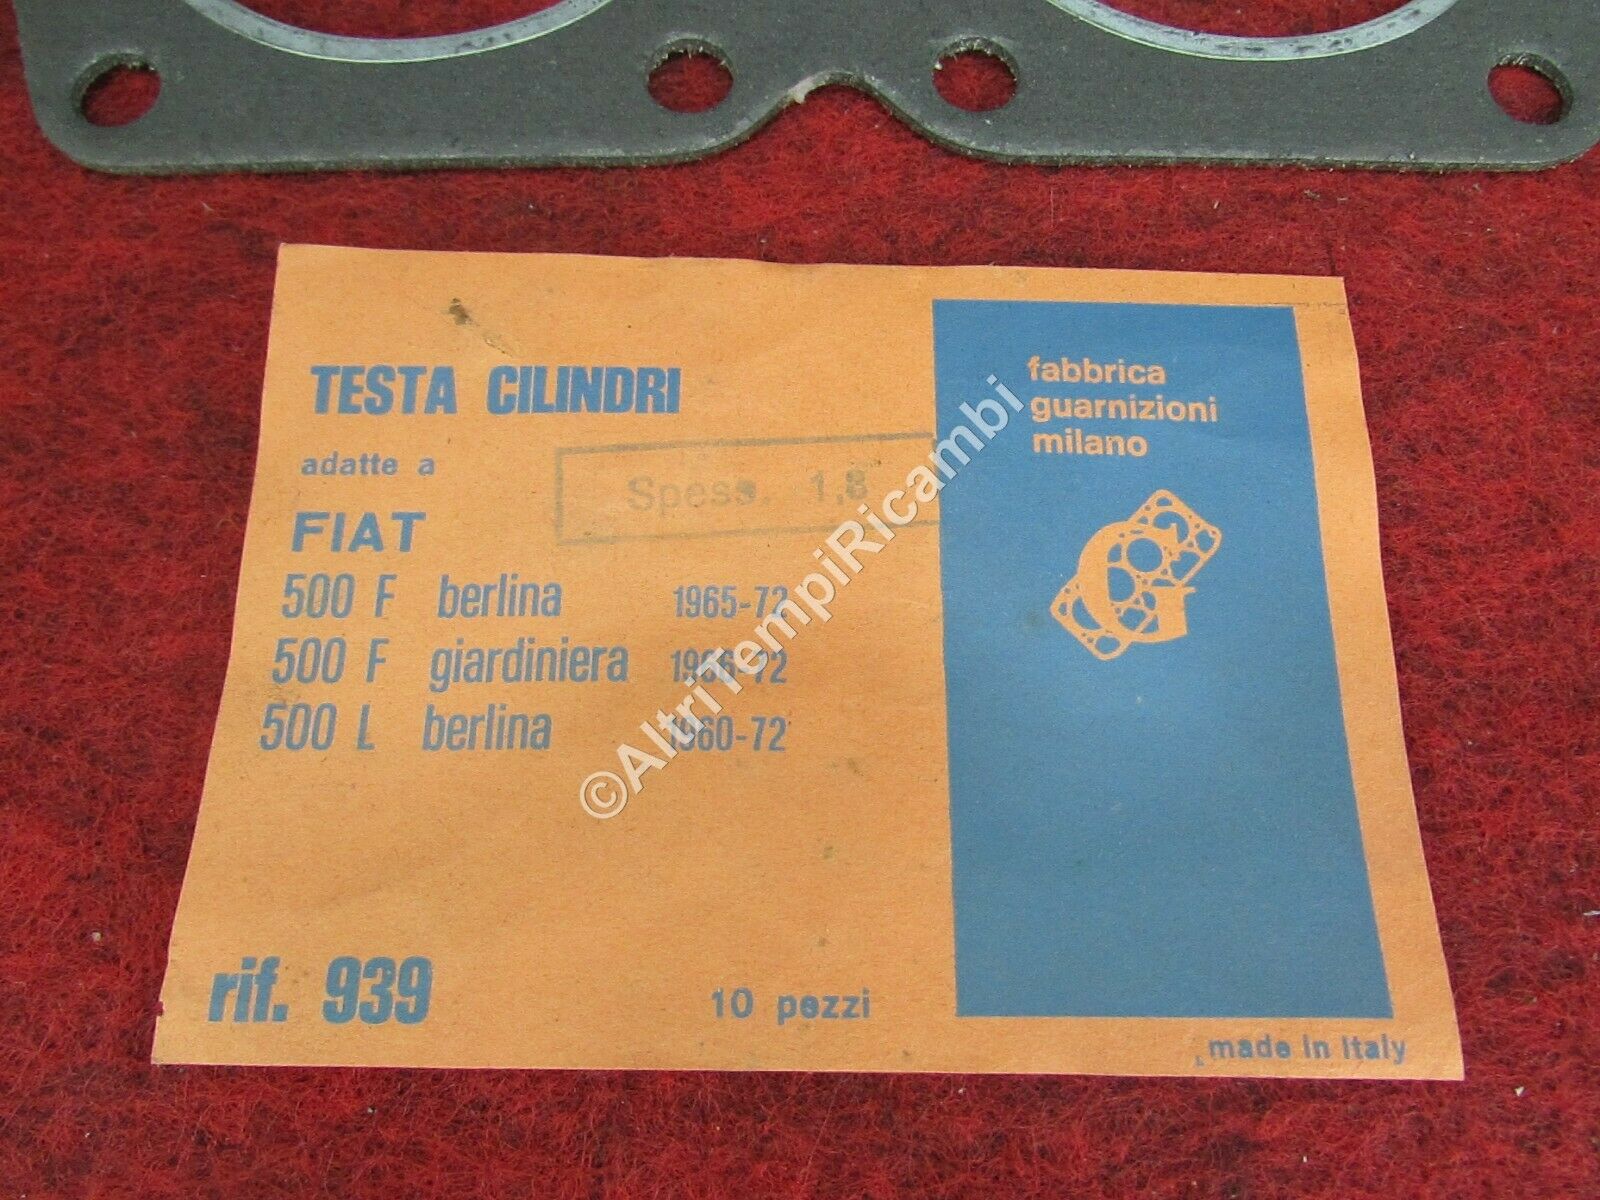 TESTA CILINDRI
adatte a
Spess. 1,8
FIAT
500 F berlina 1965-72
500 F giardiniera 1966-72
500 L berlina 1960-72
rif. 939
10 pezzi
fabbrica
guarnizioni
milano
made in Italy
©AltriTempiRicambi